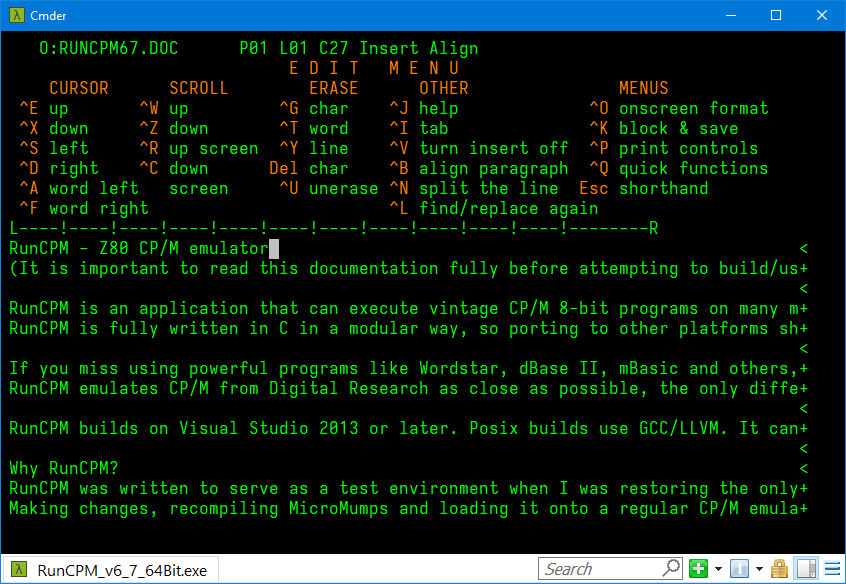 Cmder
O:RUNCPM67.DOC P01 L01 C27 Insert Align
E D I T M E N U
CURSOR SCROLL ERASE OTHER MENUS
^E up ^W up ^G char ^J help ^O onscreen format
^X down ^Z down ^T word ^I tab ^K block & save
^S left ^R up screen ^Y line ^V turn insert off ^P print controls
^D right ^C down Del char ^B align paragraph ^Q quick functions
^A word left screen ^U unerase ^N split the line Esc shorthand
^F word right ^L find/replace again
L----!----!----!----!----!----!----!----!----!----!----!--------R
RunCPM - Z80 CP/M emulator <
(It is important to read this documentation fully before attempting to build/us+
<
RunCPM is an application that can execute vintage CP/M 8-bit programs on many m+
RunCPM is fully written in C in a modular way, so porting to other platforms sh+
<
If you miss using powerful programs like Wordstar, dBase II, mBasic and others,+
RunCPM emulates CP/M from Digital Research as close as possible, the only diffe+
<
RunCPM builds on Visual Studio 2013 or later. Posix builds use GCC/LLVM. It can+
<
Why RunCPM? <
RunCPM was written to serve as a test environment when I was restoring the only+
Making changes, recompiling MicroMumps and loading it onto a regular CP/M emula+
RunCPM_v6_7_64Bit.exe Search